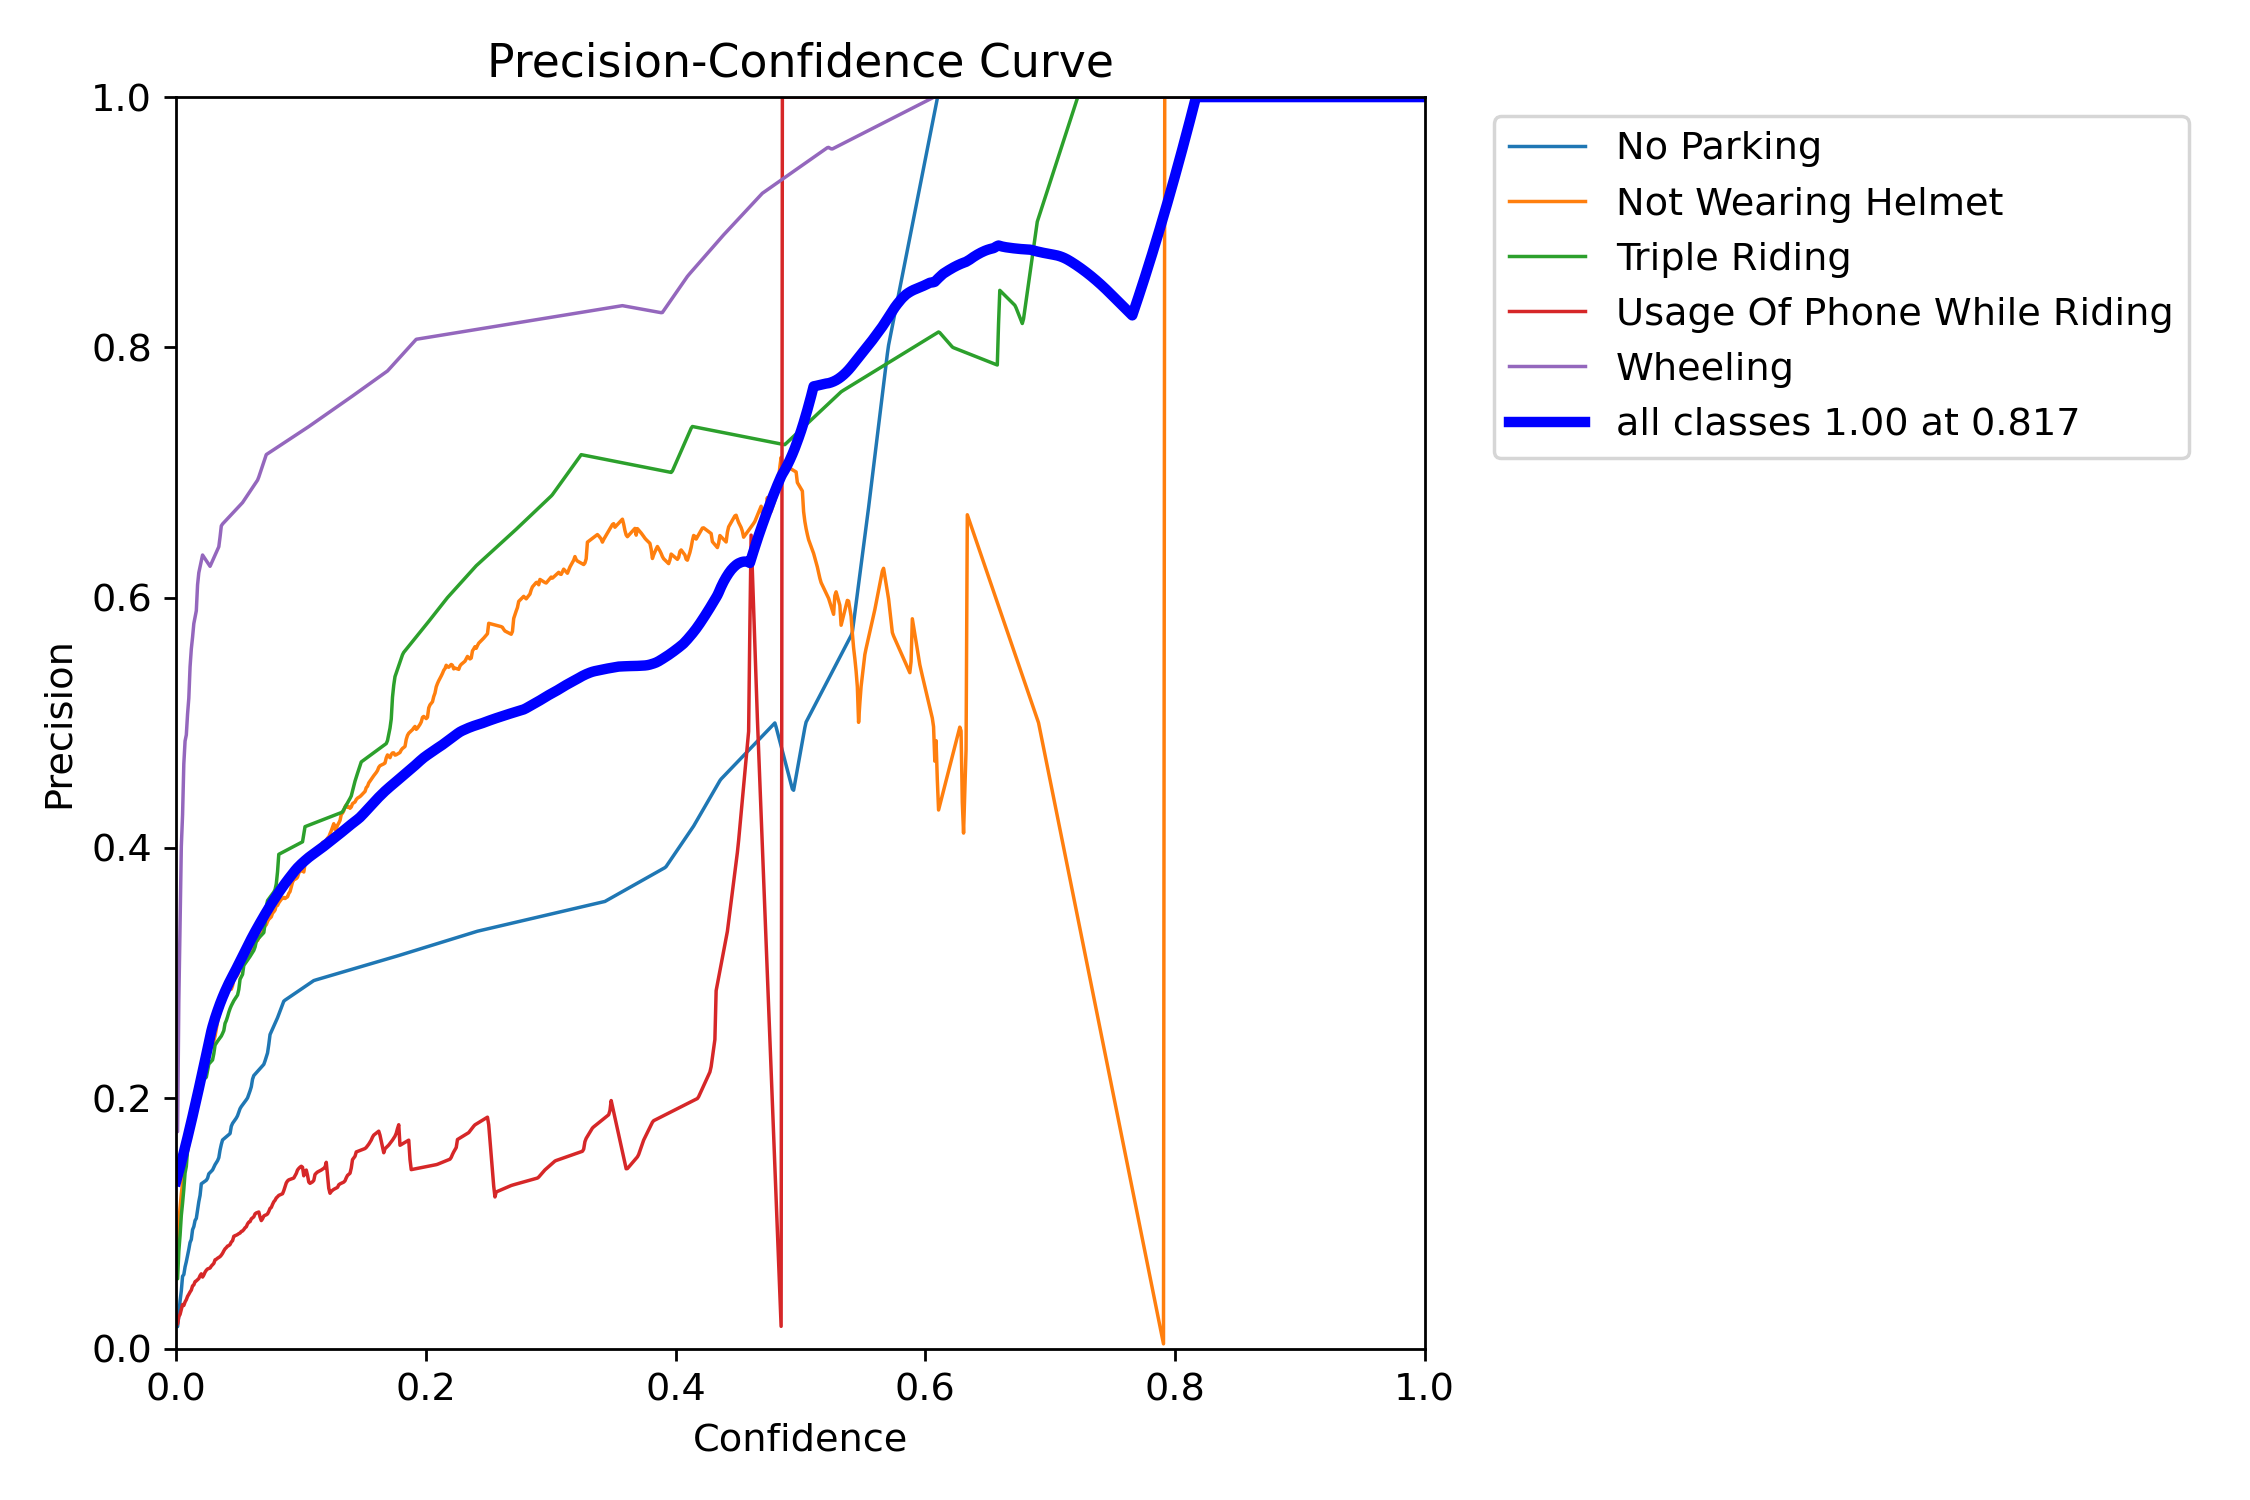 Precision-Confidence Curve
1.0
0.8
0.6
0.4
0.2
0.0
Precision
0.0 0.2 0.4 0.6 0.8 1.0
Confidence
No Parking
Not Wearing Helmet
Triple Riding
Usage Of Phone While Riding
Wheeling
all classes 1.00 at 0.817